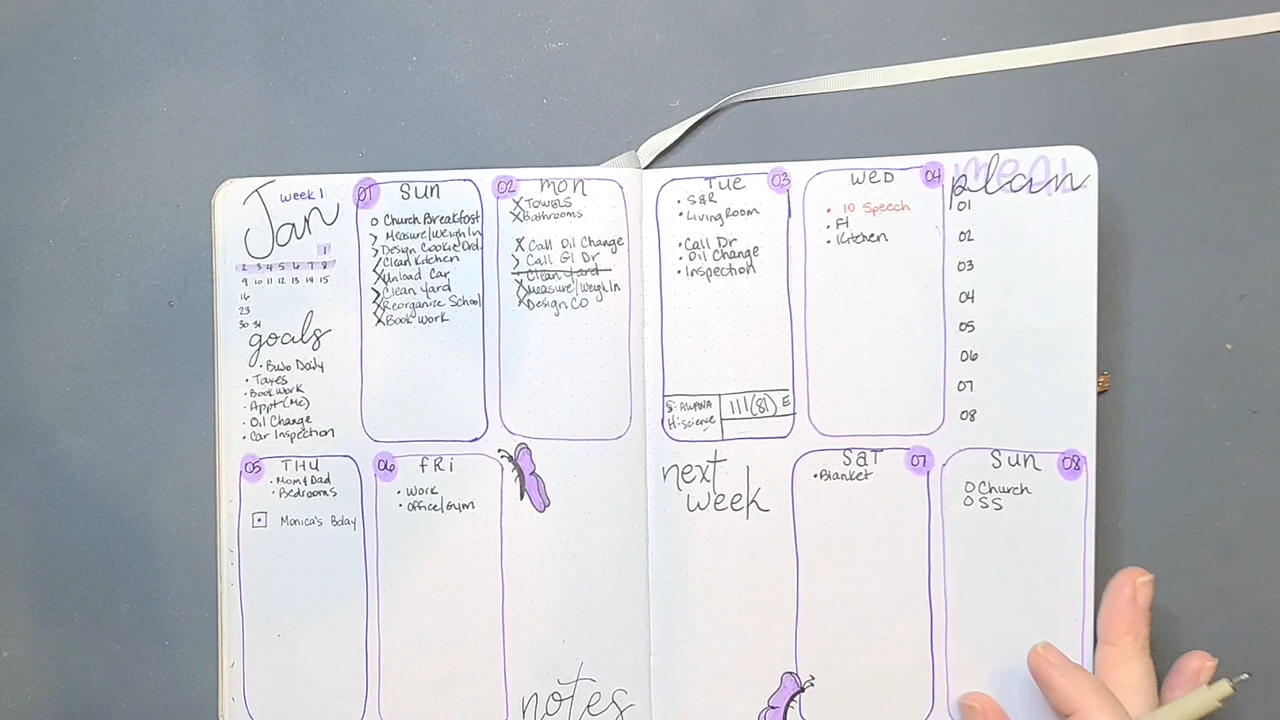 Jan
week 1
1
2 3 4 5 6 7 8
9 10 11 12 13 14 15
16
23
30 31
goals
• BuJo Daily
• Taxes
• Book Work
• Appt (Mc)
• Oil Change
• Car Inspection
01 Sun
o Church Breakfast
> Measure/Weigh In
> Design Cookie Ord.
/ Clean Kitchen
X Unload Car
> Clean Yard
X Reorganize School
X Book Work
02 mon
X Towels
X Bathrooms
X Call Oil Change
> Call GI Dr
• Clean Yard
X Measure/Weigh In
X Design CO
Tue 03
• S&R
• Living Room
• Call Dr
• Oil Change
• Inspection
H: science
111(81) E
WED 04
• 10 Speech
• FI
• Kitchen
meal
plan
01
02
03
04
05
06
07
08
05 THU
• Mom & Dad
• Bedrooms
Monica's Bday
06 fRi
• Work
• Office/Gym
notes
next
week
Sat 07
• Blanket
Sun 08
O Church
O SS